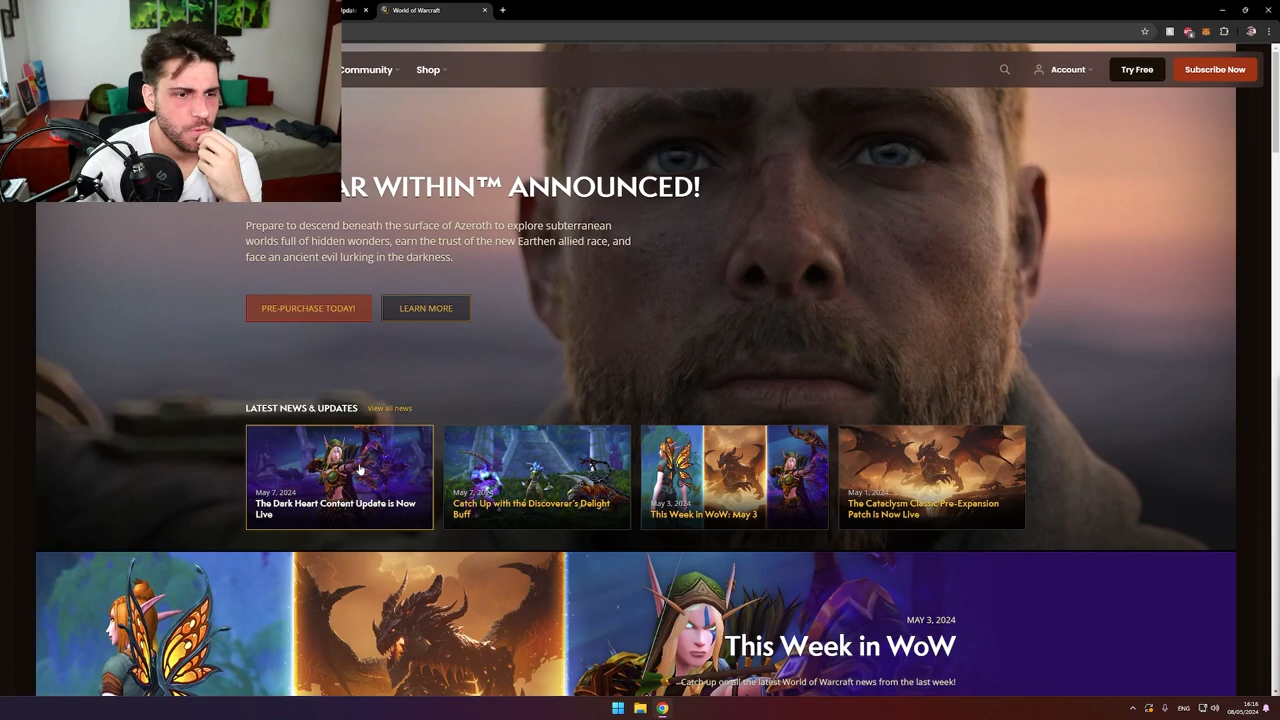 World of Warcraft
Community
Shop
Account
Try Free
Subscribe Now
WITHIN™ ANNOUNCED!
Prepare to descend beneath the surface of Azeroth to explore subterranean
worlds full of hidden wonders, earn the trust of the new Earthen allied race, and
face an ancient evil lurking in the darkness.
PRE-PURCHASE TODAY!
LEARN MORE
LATEST NEWS & UPDATES
View all news
May 7, 2024
The Dark Heart Content Update is Now
Live
May 7, 2024
Catch Up with the Discoverer's Delight
Buff
May 3, 2024
This Week in WoW: May 3
May 1, 2024
The Cataclysm Classic Pre-Expansion
Patch is Now Live
MAY 3, 2024
This Week in WoW
Catch up on all the latest World of Warcraft news from the last week!
ENG
16:16
08/05/2024